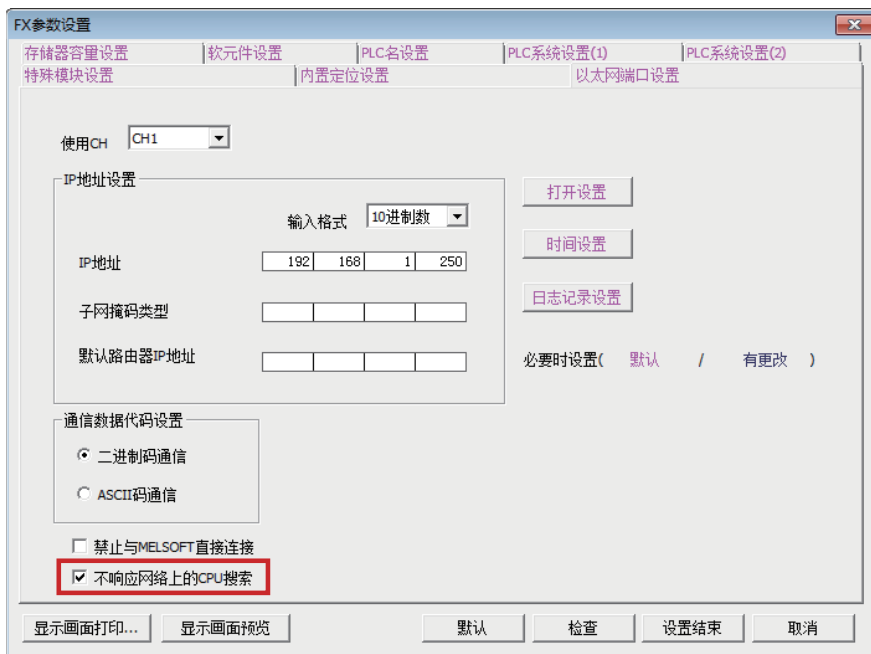 FX参数设置
存储器容量设置 软元件设置 PLC名设置 PLC系统设置(1) PLC系统设置(2)
特殊模块设置 内置定位设置 以太网端口设置
使用CH CH1
IP地址设置
打开设置
输入格式 10进制数
时间设置
IP地址 192 168 1 250
日志记录设置
子网掩码类型
默认路由器IP地址
必要时设置( 默认 / 有更改 )
通信数据代码设置
二进制码通信
ASCII码通信
禁止与MELSOFT直接连接
不响应网络上的CPU搜索
显示画面打印... 显示画面预览 默认 检查 设置结束 取消